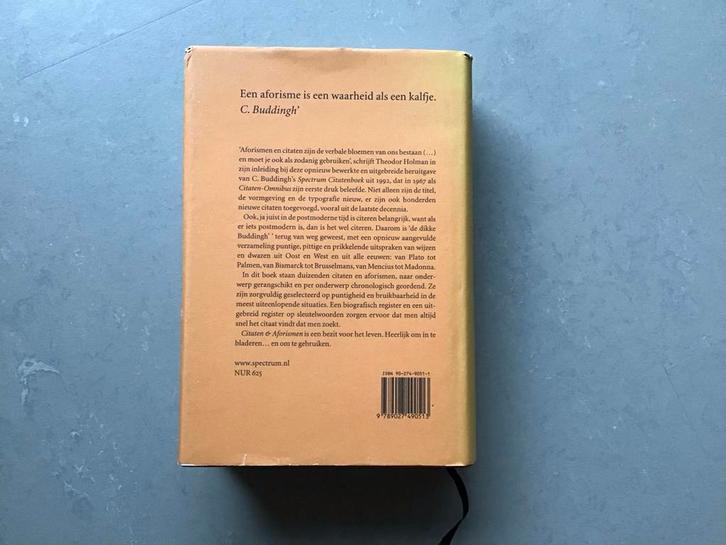 Een aforisme is een waarheid als een kalfje.
C. Buddingh’
‘Aforismen en citaten zijn de verbale bloemen van ons bestaan (…)
en moet je ook als zodanig gebruiken’, schrijft Theodor Holman in
zijn inleiding bij deze opnieuw bewerkte en uitgebreide heruitgave
van C. Buddingh’s Spectrum Citatenboek uit 1992, dat in 1967 als
Citaten-Omnibus zijn eerste druk beleefde. Niet alleen zijn de titel,
de vormgeving en de typografie nieuw, er zijn ook honderden
nieuwe citaten toegevoegd, vooral uit de laatste decennia.
Ook, ja juist in de postmoderne tijd is citeren belangrijk, want als
er iets postmodern is, dan is het wel citeren. Daarom is ‘de dikke
Buddingh’ ’ terug van weg geweest, met een opnieuw aangevulde
verzameling puntige, pittige en prikkelende uitspraken van wijzen
en dwazen uit Oost en West en uit alle eeuwen: van Plato tot
Palmen, van Bismarck tot Brusselmans, van Mencius tot Madonna.
In dit boek staan duizenden citaten en aforismen, naar onder-
werp gerangschikt en per onderwerp chronologisch geordend. Ze
zijn zorgvuldig geselecteerd op puntigheid en bruikbaarheid in de
meest uiteenlopende situaties. Een biografisch register en een uit-
gebreid register op sleutelwoorden zorgen ervoor dat men altijd
snel het citaat vindt dat men zoekt.
Citaten & Aforismen is een bezit voor het leven. Heerlijk om in te
bladeren… en om te gebruiken.
www.spectrum.nl
NUR 625
ISBN 90-274-9051-1
9 789027 490513